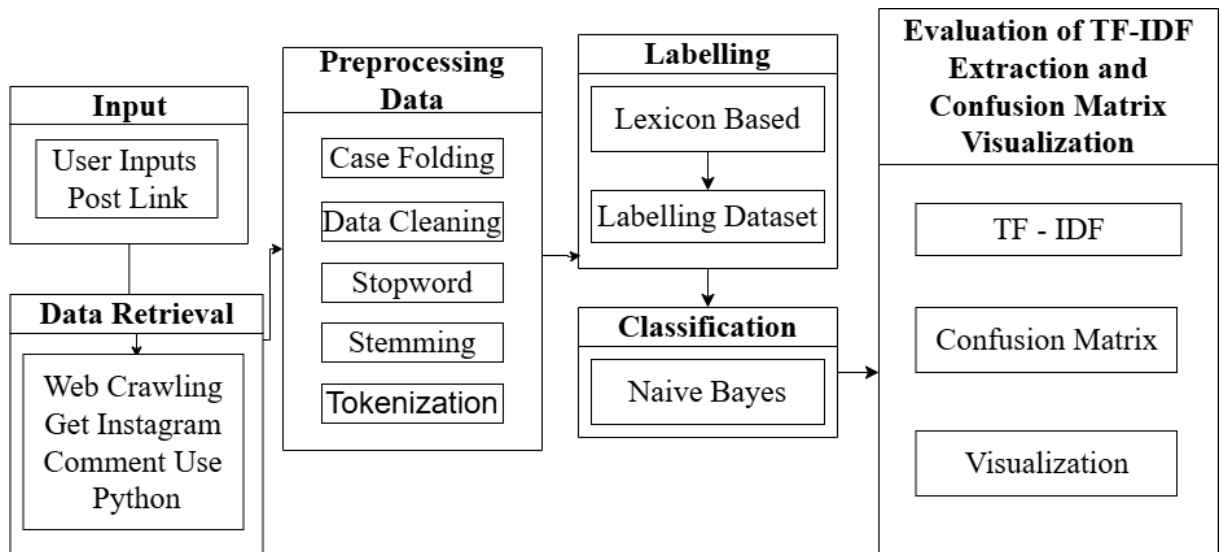 Input
User Inputs
Post Link
Data Retrieval
Web Crawling
Get Instagram
Comment Use
Python
Preprocessing
Data
Case Folding
Data Cleaning
Stopword
Stemming
Tokenization
Labelling
Lexicon Based
Labelling Dataset
Classification
Naive Bayes
Evaluation of TF-IDF
Extraction and
Confusion Matrix
Visualization
TF - IDF
Confusion Matrix
Visualization